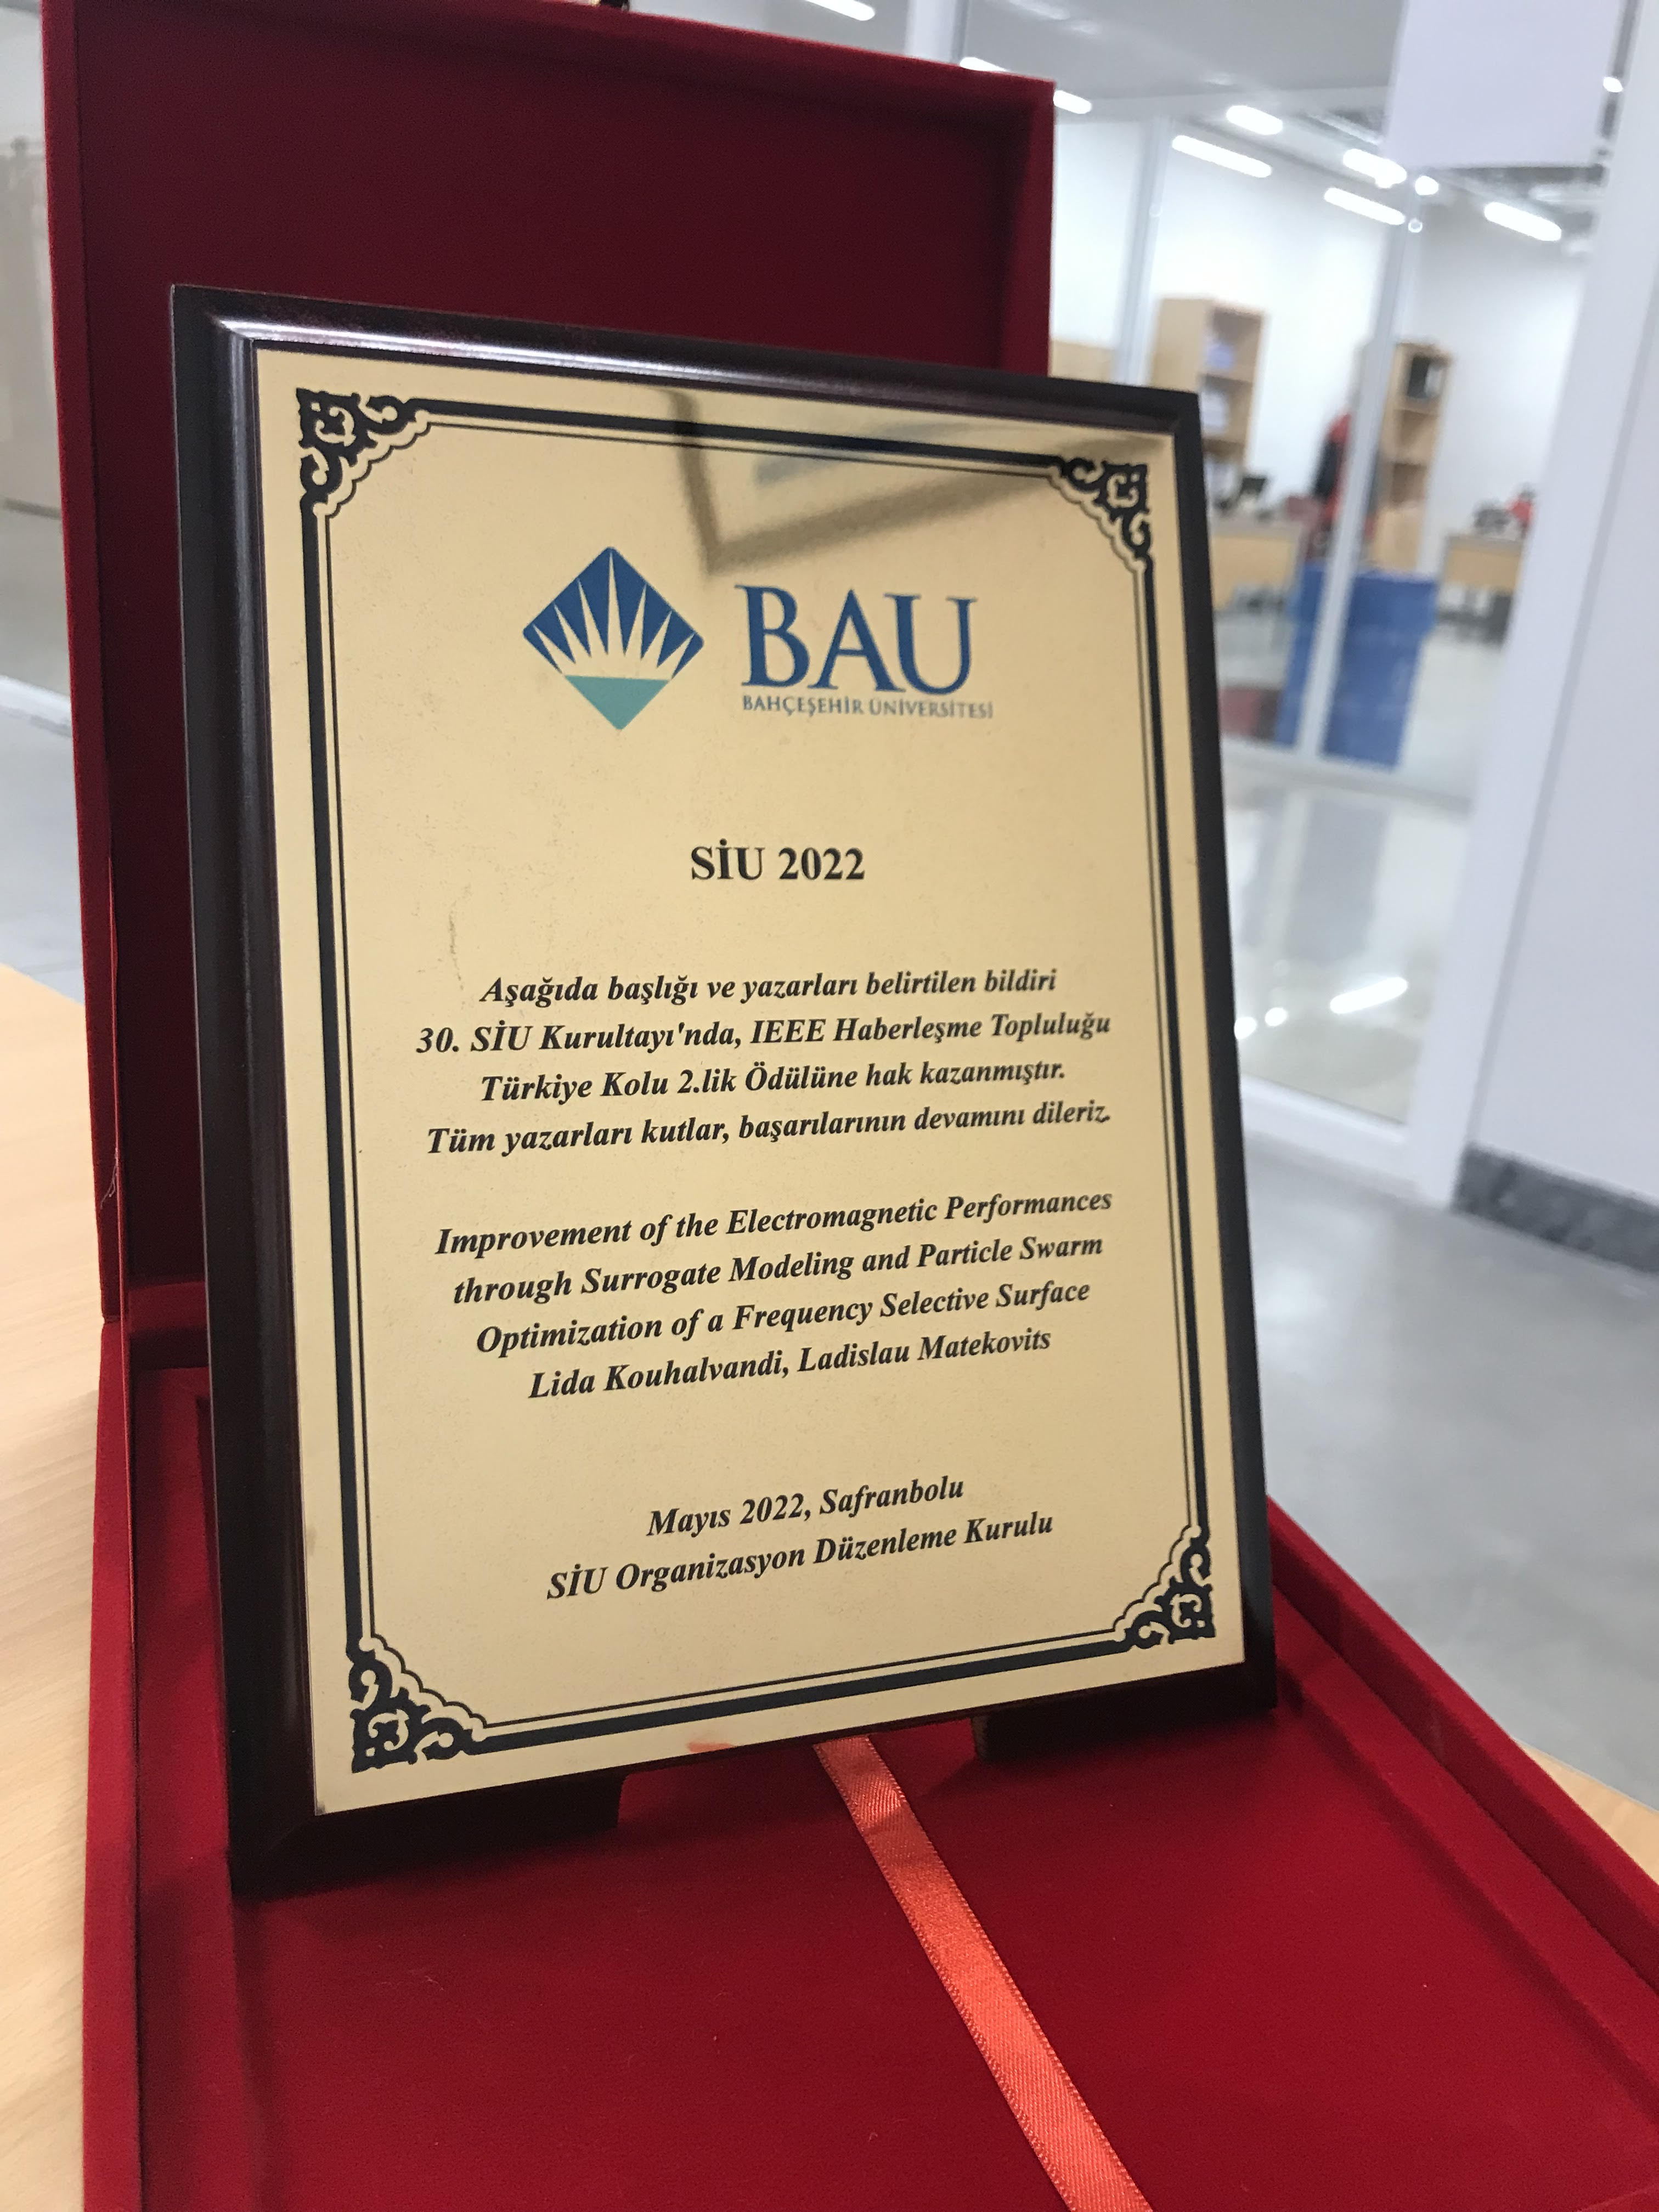 BAU
BAHÇEŞEHİR ÜNİVERSİTESİ
SİU 2022
Aşağıda başlığı ve yazarları belirtilen bildiri
30. SİU Kurultayı'nda, IEEE Haberleşme Topluluğu
Türkiye Kolu 2.lik Ödülüne hak kazanmıştır.
Tüm yazarları kutlar, başarılarının devamını dileriz.
Improvement of the Electromagnetic Performances
through Surrogate Modeling and Particle Swarm
Optimization of a Frequency Selective Surface
Lida Kouhalvandi, Ladislau Matekovits
Mayıs 2022, Safranbolu
SİU Organizasyon Düzenleme Kurulu